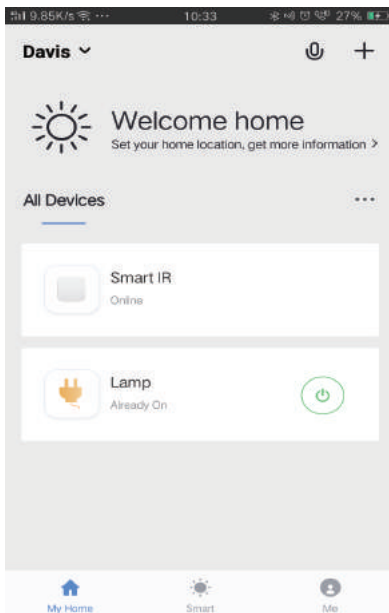 9.85K/s ... 10:33 27%
Davis
Welcome home
Set your home location, get more information >
All Devices
...
Smart IR
Online
Lamp
Already On
My Home Smart Me